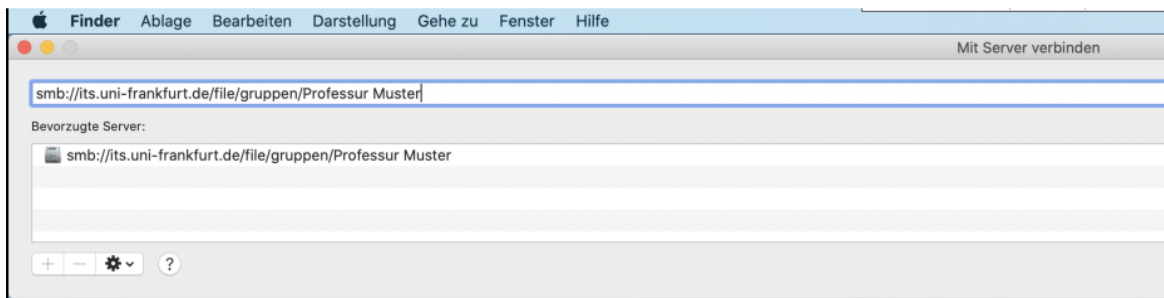 Finder Ablage Bearbeiten Darstellung Gehe zu Fenster Hilfe
Mit Server verbinden
smb://its.uni-frankfurt.de/file/gruppen/Professur Muster
Bevorzugte Server:
smb://its.uni-frankfurt.de/file/gruppen/Professur Muster
+ − ?